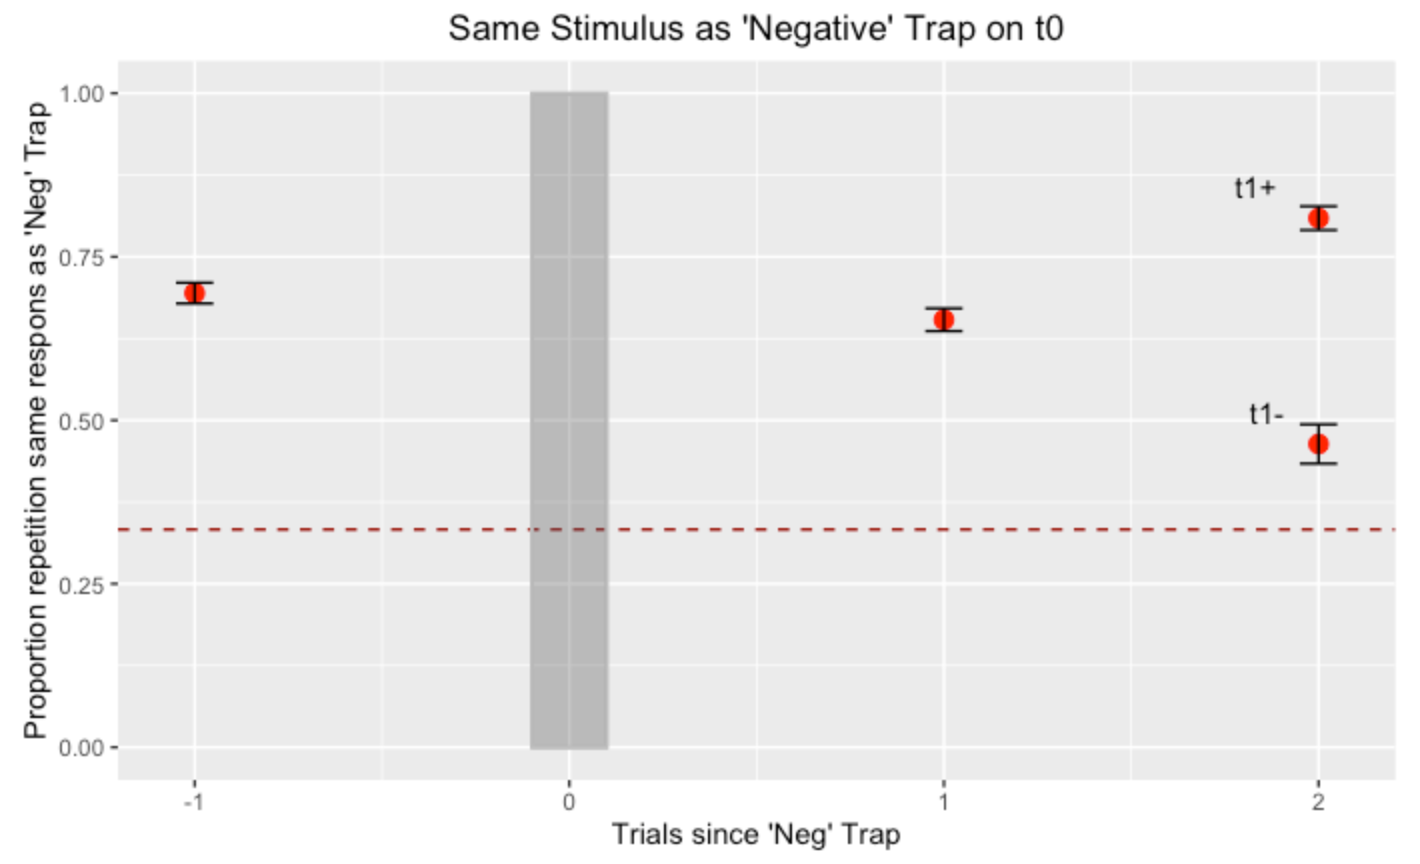 Same Stimulus as 'Negative' Trap on t0
Proportion repetition same respons as 'Neg' Trap
1.00
0.75
0.50
0.25
0.00
t1+
t1-
-1
0
1
2
Trials since 'Neg' Trap